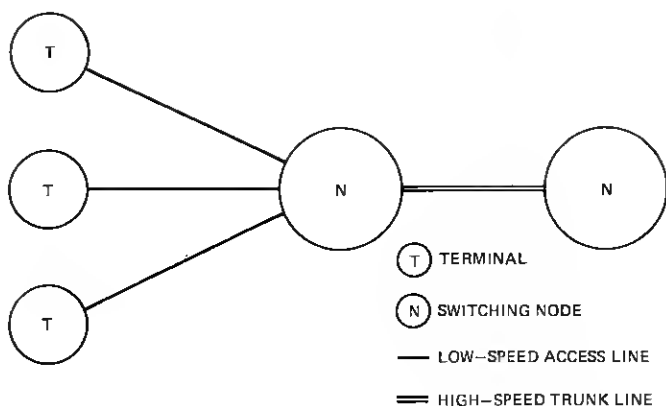 T
T
N
N
T
T TERMINAL
N SWITCHING NODE
LOW–SPEED ACCESS LINE
HIGH–SPEED TRUNK LINE